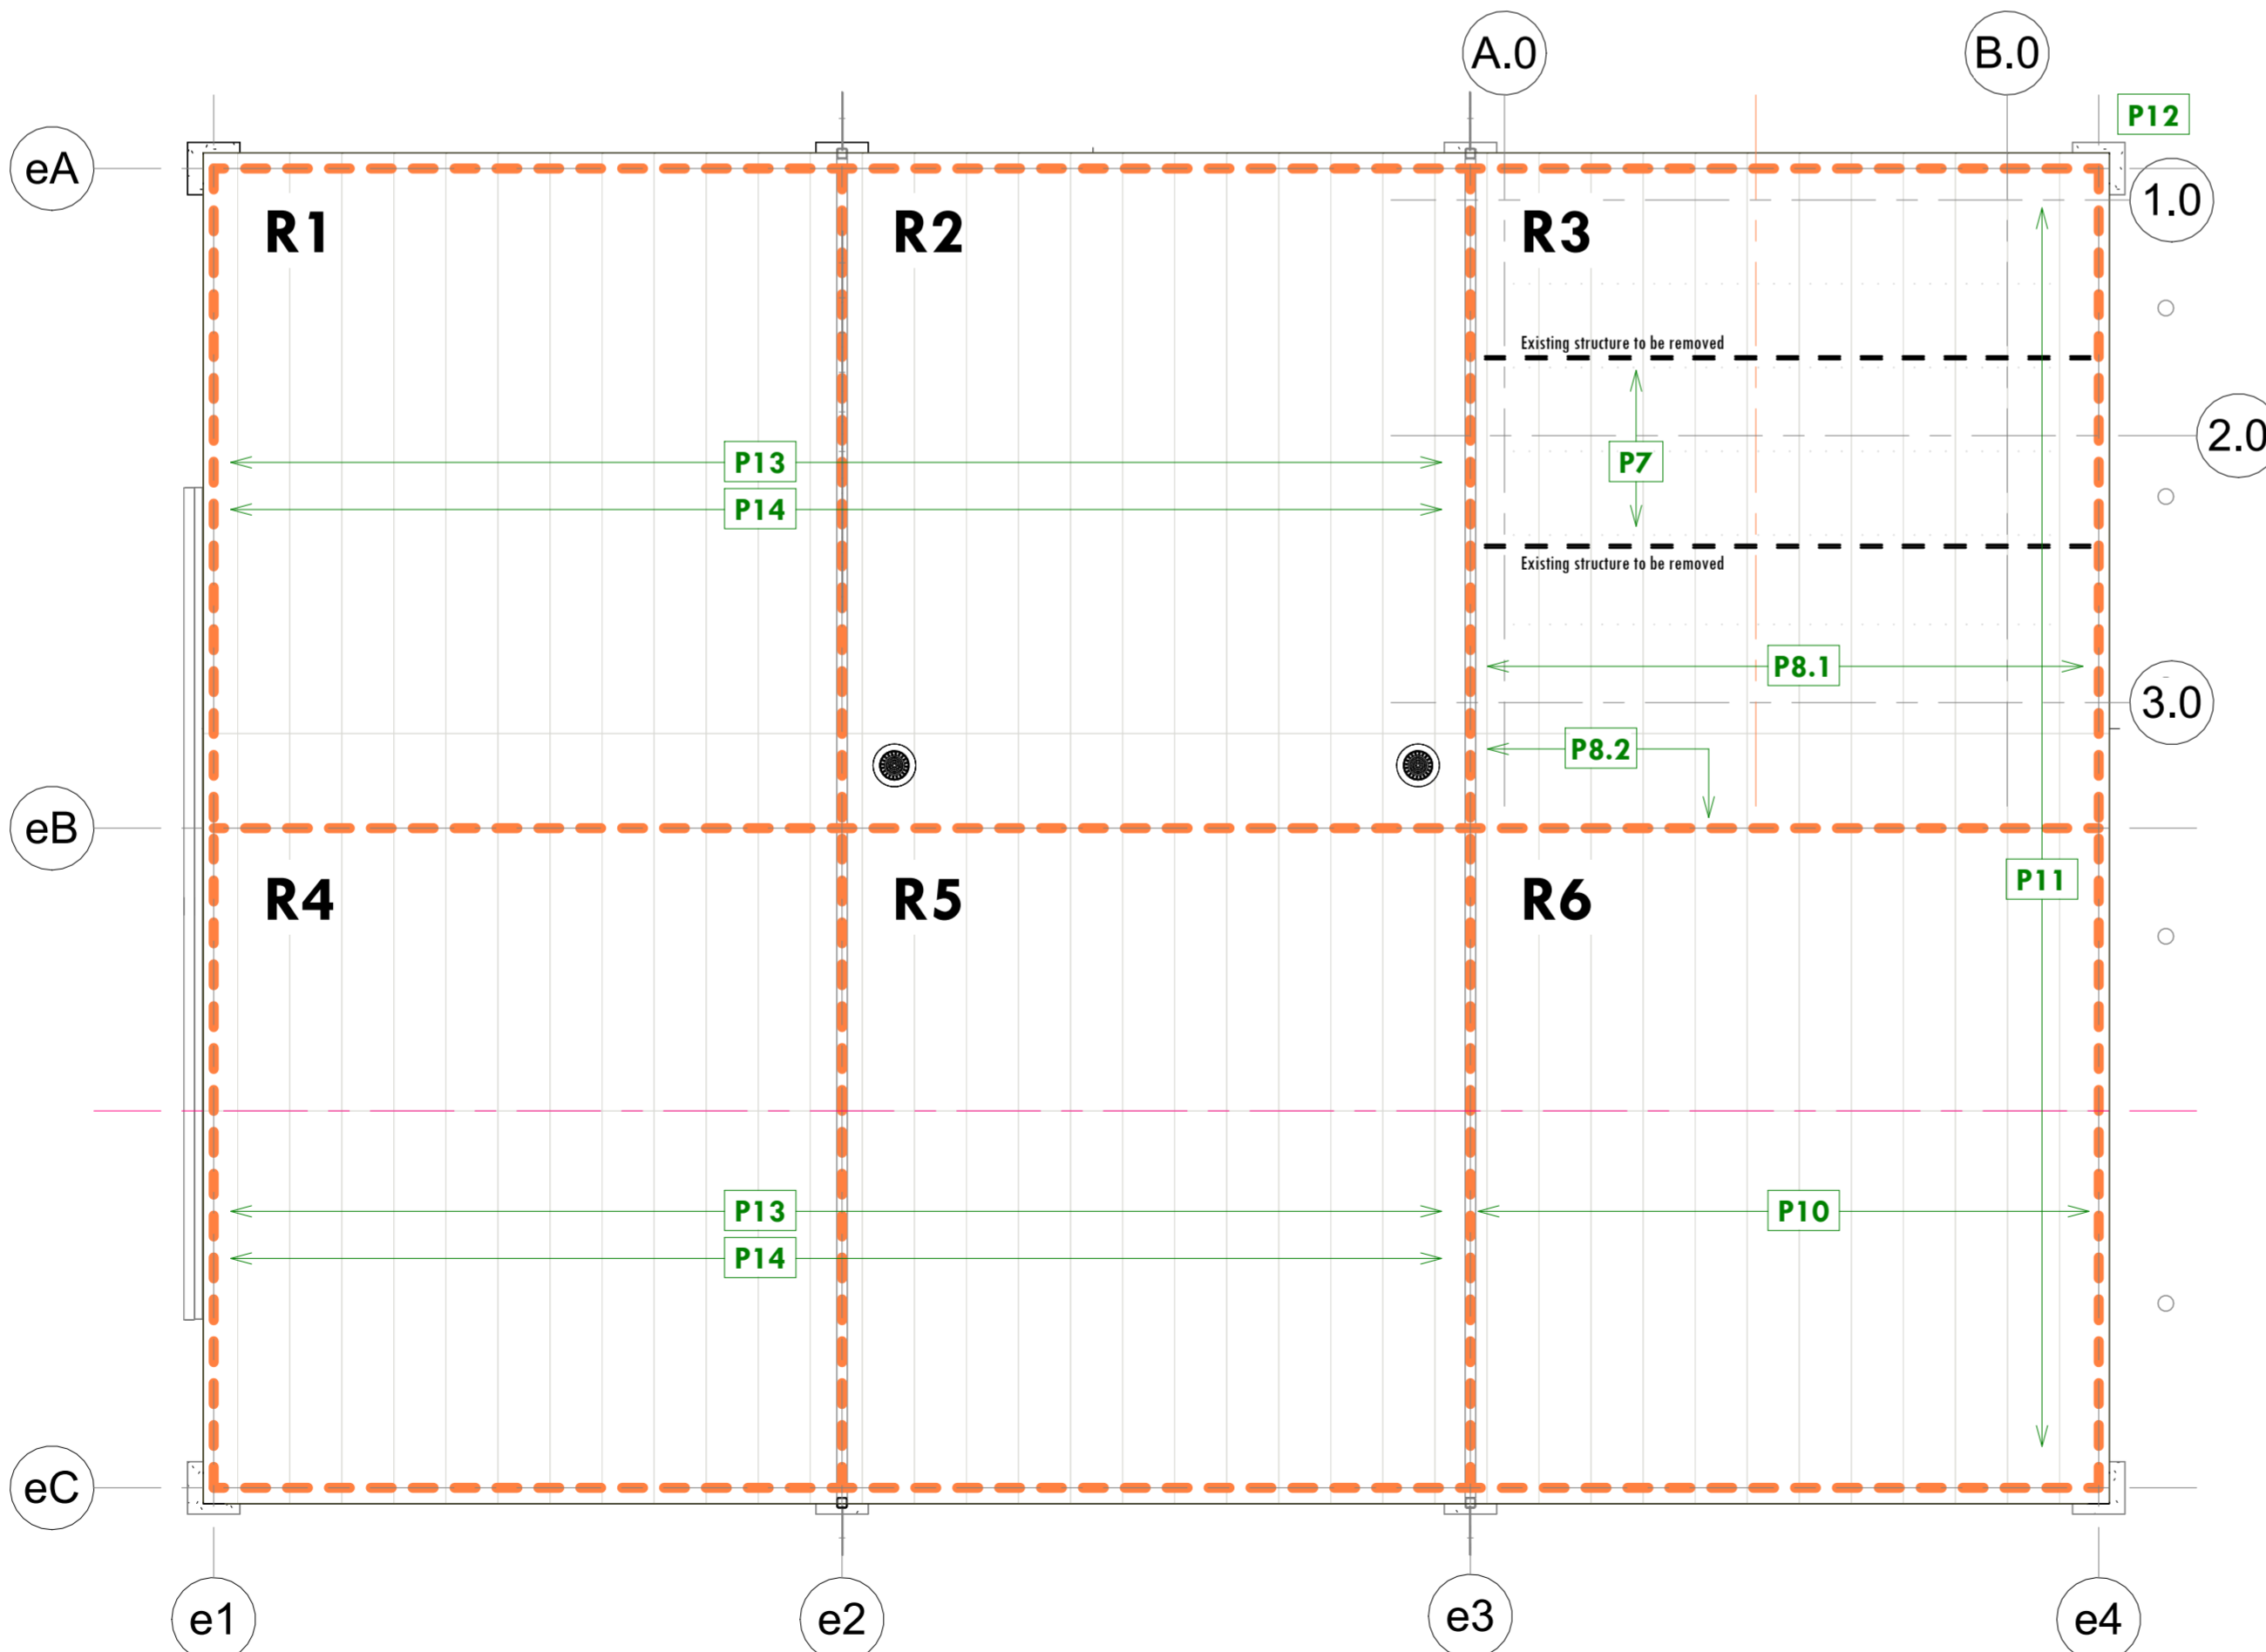 A.0
B.0
P12
eA
1.0
R1
R2
R3
Existing structure to be removed
2.0
P13
P7
P14
Existing structure to be removed
P8.1
3.0
P8.2
eB
R4
R5
R6
P11
P13
P10
P14
eC
e1
e2
e3
e4